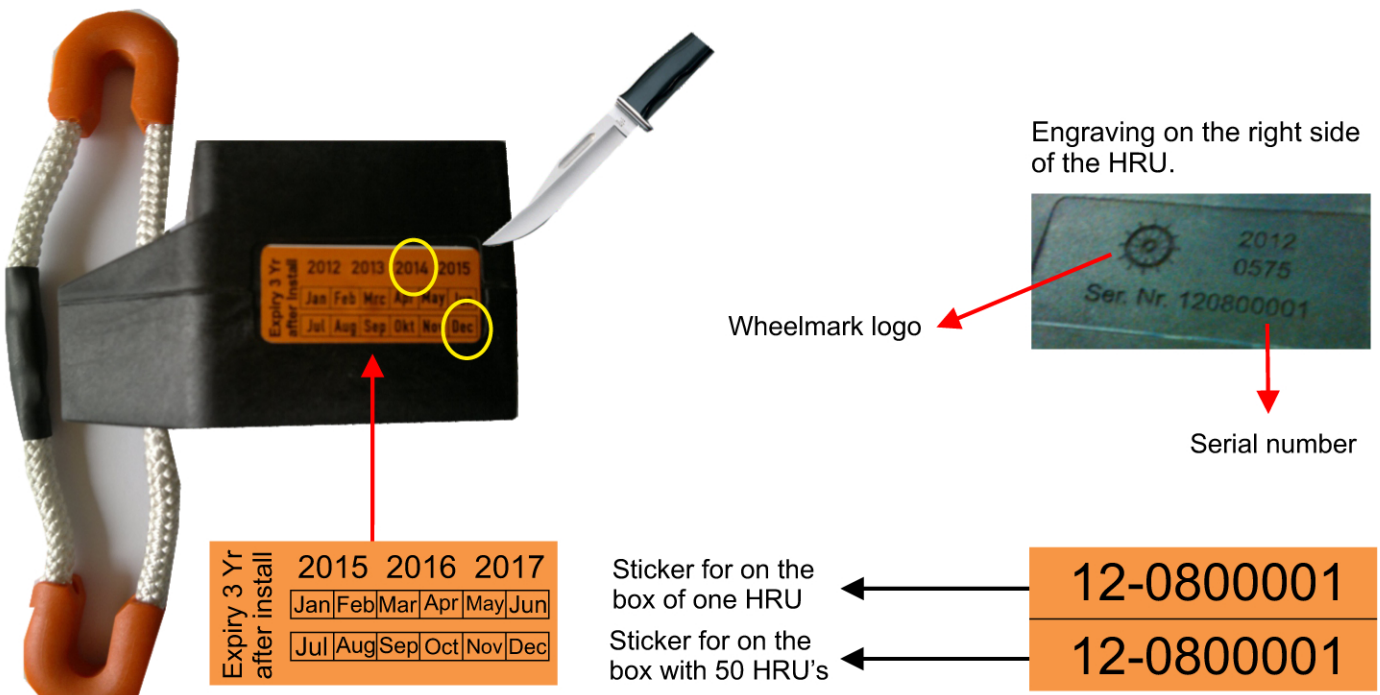 Engraving on the right side
of the HRU.
Expiry 3 Yr
after install
2012 2013 2014 2015
Jan Feb Mrc Apr May Jun
Jul Aug Sep Okt Nov Dec
2012
0575
Ser. Nr. 120800001
Wheelmark logo
Serial number
Expiry 3 Yr
after install
2015 2016 2017
Jan Feb Mar Apr May Jun
Jul Aug Sep Oct Nov Dec
Sticker for on the
box of one HRU
Sticker for on the
box with 50 HRU's
12-0800001
12-0800001